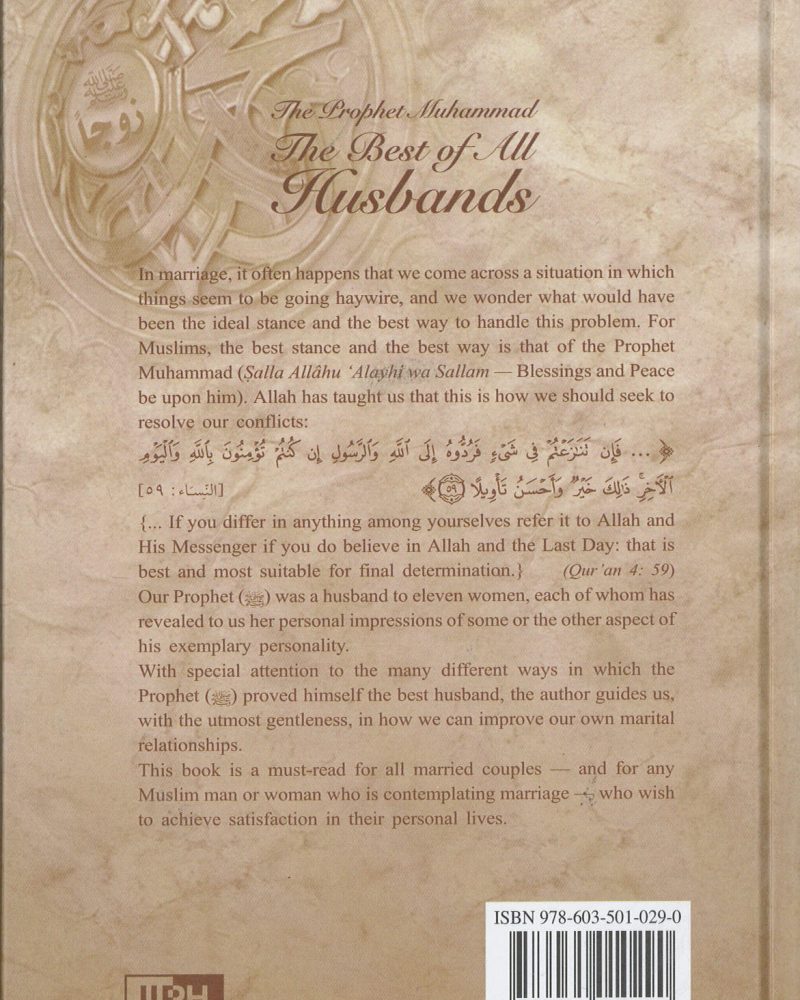 صلى الله عليه وسلم
زوجاً
The Prophet Muhammad
The Best of All
Husbands
In marriage, it often happens that we come across a situation in which
things seem to be going haywire, and we wonder what would have
been the ideal stance and the best way to handle this problem. For
Muslims, the best stance and the best way is that of the Prophet
Muhammad (Ṣalla Allâhu ‘Alayhi wa Sallam — Blessings and Peace
be upon him). Allah has taught us that this is how we should seek to
resolve our conflicts:
﴿ ... فَإِن تَنَٰزَعْتُمْ فِى شَىْءٍ فَرُدُّوهُ إِلَى ٱللَّهِ وَٱلرَّسُولِ إِن كُنتُمْ تُؤْمِنُونَ بِٱللَّهِ وَٱلْيَوْمِ
ٱلْأَخِرِ ۚ ذَٰلِكَ خَيْرٌ وَأَحْسَنُ تَأْوِيلًا ﴿٥٩﴾ ﴾ [النّساء: ٥٩]
{... If you differ in anything among yourselves refer it to Allah and
His Messenger if you do believe in Allah and the Last Day: that is
best and most suitable for final determination.} (Qur’an 4: 59)
Our Prophet (ﷺ) was a husband to eleven women, each of whom has
revealed to us her personal impressions of some or the other aspect of
his exemplary personality.
With special attention to the many different ways in which the
Prophet (ﷺ) proved himself the best husband, the author guides us,
with the utmost gentleness, in how we can improve our own marital
relationships.
This book is a must-read for all married couples — and for any
Muslim man or woman who is contemplating marriage — who wish
to achieve satisfaction in their personal lives.
ISBN 978-603-501-029-0